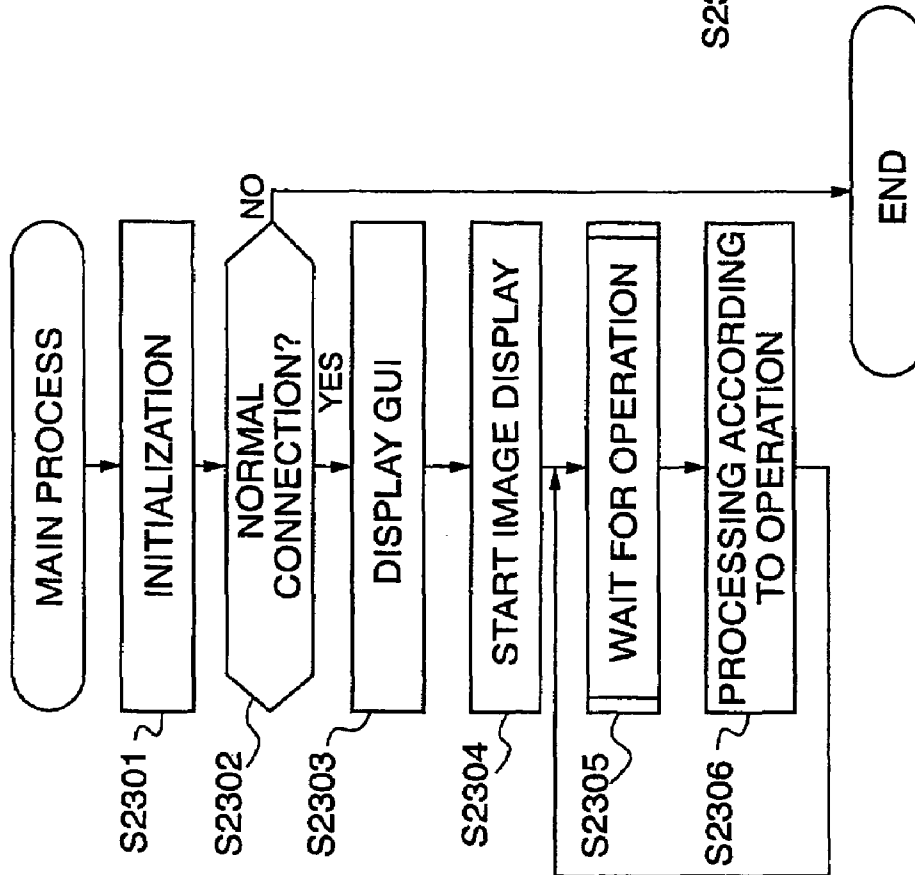 MAIN PROCESS
S2301
INITIALIZATION
S2302
NORMAL
CONNECTION?
NO
YES
S2303
DISPLAY GUI
S2304
START IMAGE DISPLAY
S2305
WAIT FOR OPERATION
S2306
PROCESSING ACCORDING
TO OPERATION
END